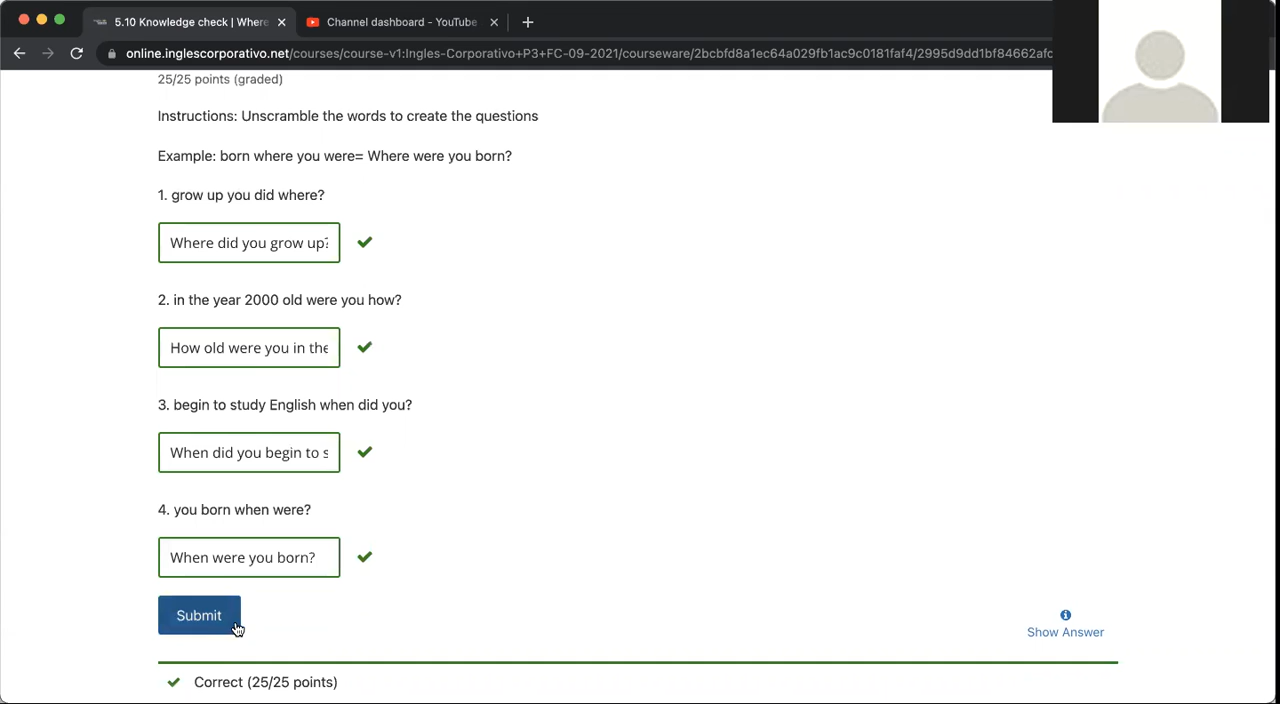 5.10 Knowledge check | Where
Channel dashboard - YouTube
online.inglescorporativo.net/courses/course-v1:Ingles-Corporativo+P3+FC-09-2021/courseware/2bcbfd8a1ec64a029fb1ac9c0181faf4/2995d9dd1bf84662afc
25/25 points (graded)
Instructions: Unscramble the words to create the questions
Example: born where you were= Where were you born?
1. grow up you did where?
Where did you grow up?
2. in the year 2000 old were you how?
How old were you in the
3. begin to study English when did you?
When did you begin to s
4. you born when were?
When were you born?
Submit
Show Answer
Correct (25/25 points)